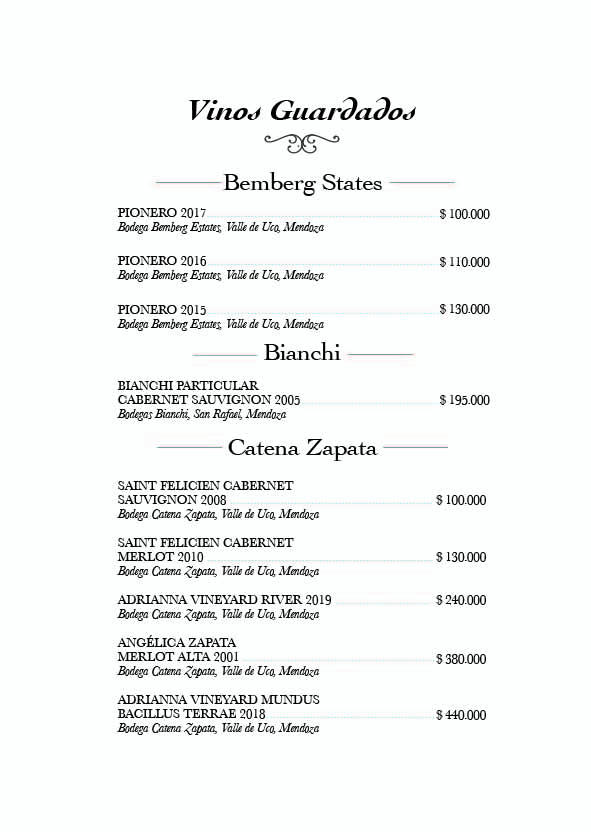 Vinos Guardados
Bemberg States
PIONERO 2017 $ 100.000
Bodega Bemberg Estates, Valle de Uco, Mendoza
PIONERO 2016 $ 110.000
Bodega Bemberg Estates, Valle de Uco, Mendoza
PIONERO 2015 $ 130.000
Bodega Bemberg Estates, Valle de Uco, Mendoza
Bianchi
BIANCHI PARTICULAR
CABERNET SAUVIGNON 2005 $ 195.000
Bodegas Bianchi, San Rafael, Mendoza
Catena Zapata
SAINT FELICIEN CABERNET
SAUVIGNON 2008 $ 100.000
Bodega Catena Zapata, Valle de Uco, Mendoza
SAINT FELICIEN CABERNET
MERLOT 2010 $ 130.000
Bodega Catena Zapata, Valle de Uco, Mendoza
ADRIANNA VINEYARD RIVER 2019 $ 240.000
Bodega Catena Zapata, Valle de Uco, Mendoza
ANGÉLICA ZAPATA
MERLOT ALTA 2001 $ 380.000
Bodega Catena Zapata, Valle de Uco, Mendoza
ADRIANNA VINEYARD MUNDUS
BACILLUS TERRAE 2018 $ 440.000
Bodega Catena Zapata, Valle de Uco, Mendoza